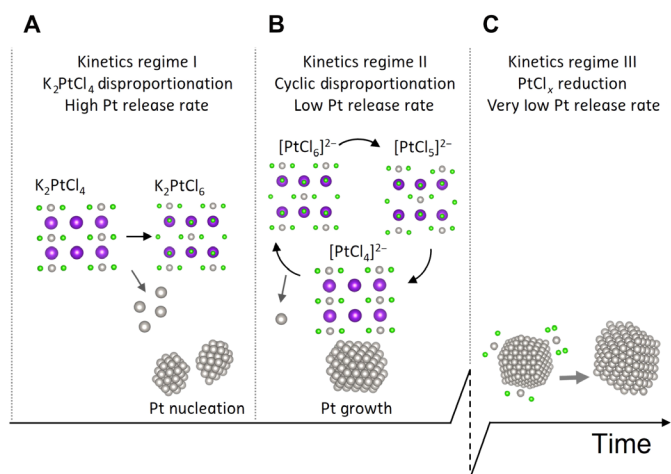 A
Kinetics regime I
K₂PtCl₄ disproportionation
High Pt release rate
K₂PtCl₄
K₂PtCl₆
Pt nucleation
B
Kinetics regime II
Cyclic disproportionation
Low Pt release rate
[PtCl₆]²⁻
[PtCl₅]²⁻
[PtCl₄]²⁻
Pt growth
C
Kinetics regime III
PtClₓ reduction
Very low Pt release rate
Time